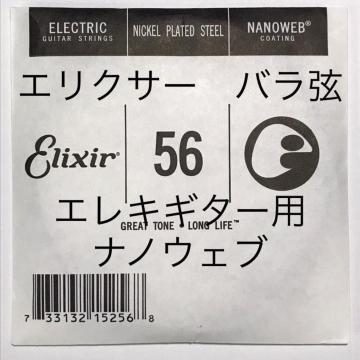 ELECTRIC
GUITAR STRINGS
NICKEL PLATED STEEL
NANOWEB®
COATING
エリクサー バラ弦
Elixir®
56
エレキギター用
GREAT TONE • LONG LIFE™
ナノウェブ
7 33132 15256 8